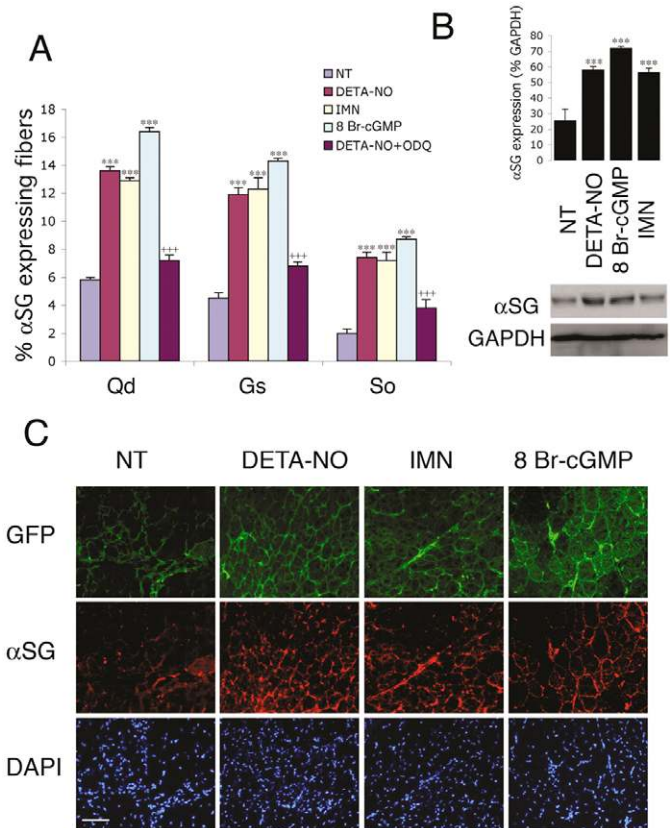 A
NT
DETA-NO
IMN
8 Br-cGMP
DETA-NO+ODQ
% αSG expressing fibers
18
16
14
12
10
8
6
4
2
0
***
***
***
+++
***
***
***
+++
***
***
***
+++
Qd
Gs
So
B
αSG expression (% GAPDH)
80
70
60
50
40
30
20
10
0
***
***
***
NT
DETA-NO
8 Br-cGMP
IMN
αSG
GAPDH
C
NT DETA-NO IMN 8 Br-cGMP
GFP
αSG
DAPI